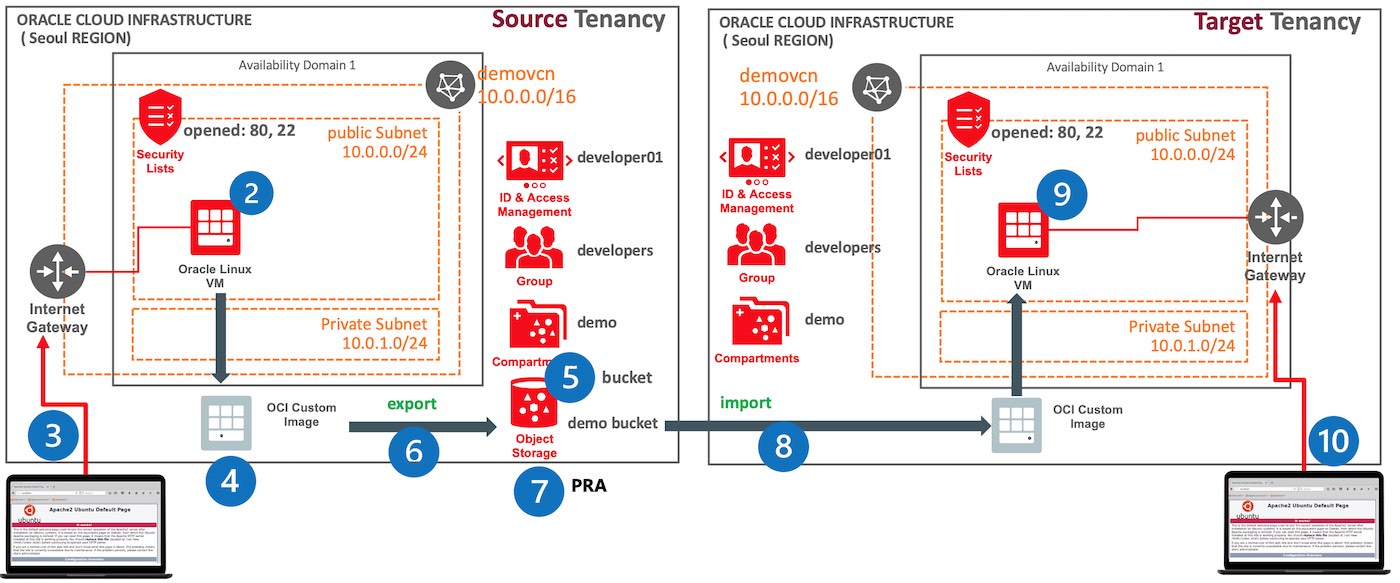 ORACLE CLOUD INFRASTRUCTURE
( Seoul REGION)
Source Tenancy
Availability Domain 1
demovcn
10.0.0.0/16
opened: 80, 22
Security
Lists
public Subnet
10.0.0.0/24
2
Oracle Linux
VM
Internet
Gateway
Private Subnet
10.0.1.0/24
developer01
ID & Access
Management
developers
Group
demo
Compartm
5
bucket
demo bucket
Object
Storage
OCI Custom
Image
export
3
4
6
7
PRA
Apache2 Ubuntu Default Page
ubuntu
ORACLE CLOUD INFRASTRUCTURE
( Seoul REGION)
Target Tenancy
Availability Domain 1
demovcn
10.0.0.0/16
opened: 80, 22
Security
Lists
public Subnet
10.0.0.0/24
9
Oracle Linux
VM
Internet
Gateway
Private Subnet
10.0.1.0/24
developer01
ID & Access
Management
developers
Group
demo
Compartments
import
8
OCI Custom
Image
10
Apache2 Ubuntu Default Page
ubuntu